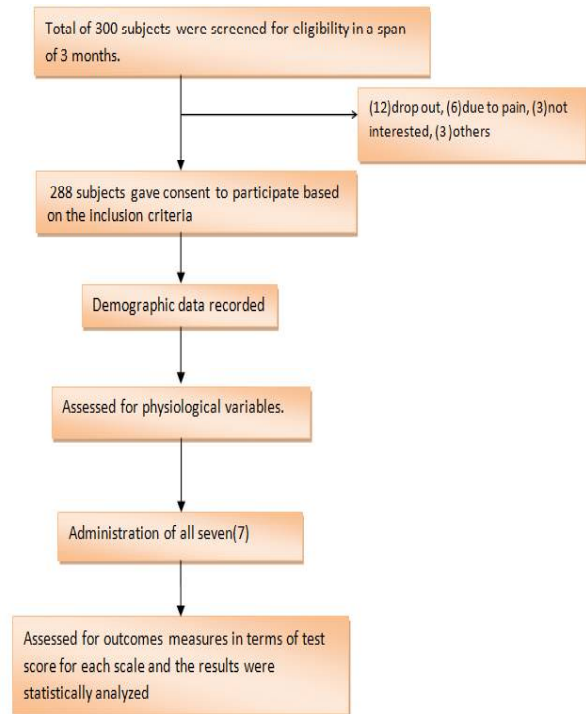 Total of 300 subjects were screened for eligibility in a span
of 3 months.
(12)drop out, (6)due to pain, (3)not
interested, (3)others
288 subjects gave consent to participate based
on the inclusion criteria
Demographic data recorded
Assessed for physiological variables.
Administration of all seven(7)
Assessed for outcomes measures in terms of test
score for each scale and the results were
statistically analyzed